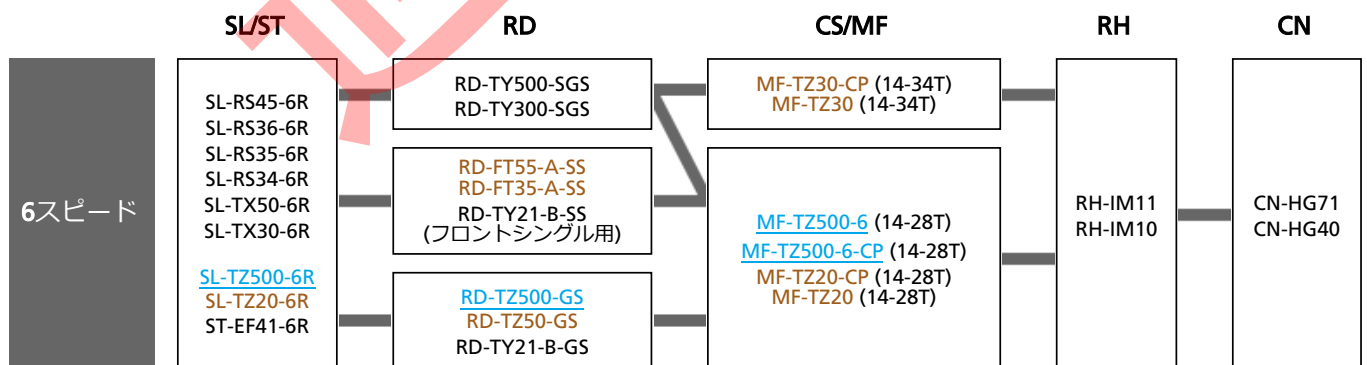 SL/ST
RD
CS/MF
RH
CN
6スピード
SL-RS45-6R
SL-RS36-6R
SL-RS35-6R
SL-RS34-6R
SL-TX50-6R
SL-TX30-6R
SL-TZ500-6R
SL-TZ20-6R
ST-EF41-6R
RD-TY500-SGS
RD-TY300-SGS
RD-FT55-A-SS
RD-FT35-A-SS
RD-TY21-B-SS
(フロントシングル用)
RD-TZ500-GS
RD-TZ50-GS
RD-TY21-B-GS
MF-TZ30-CP (14-34T)
MF-TZ30 (14-34T)
MF-TZ500-6 (14-28T)
MF-TZ500-6-CP (14-28T)
MF-TZ20-CP (14-28T)
MF-TZ20 (14-28T)
RH-IM11
RH-IM10
CN-HG71
CN-HG40